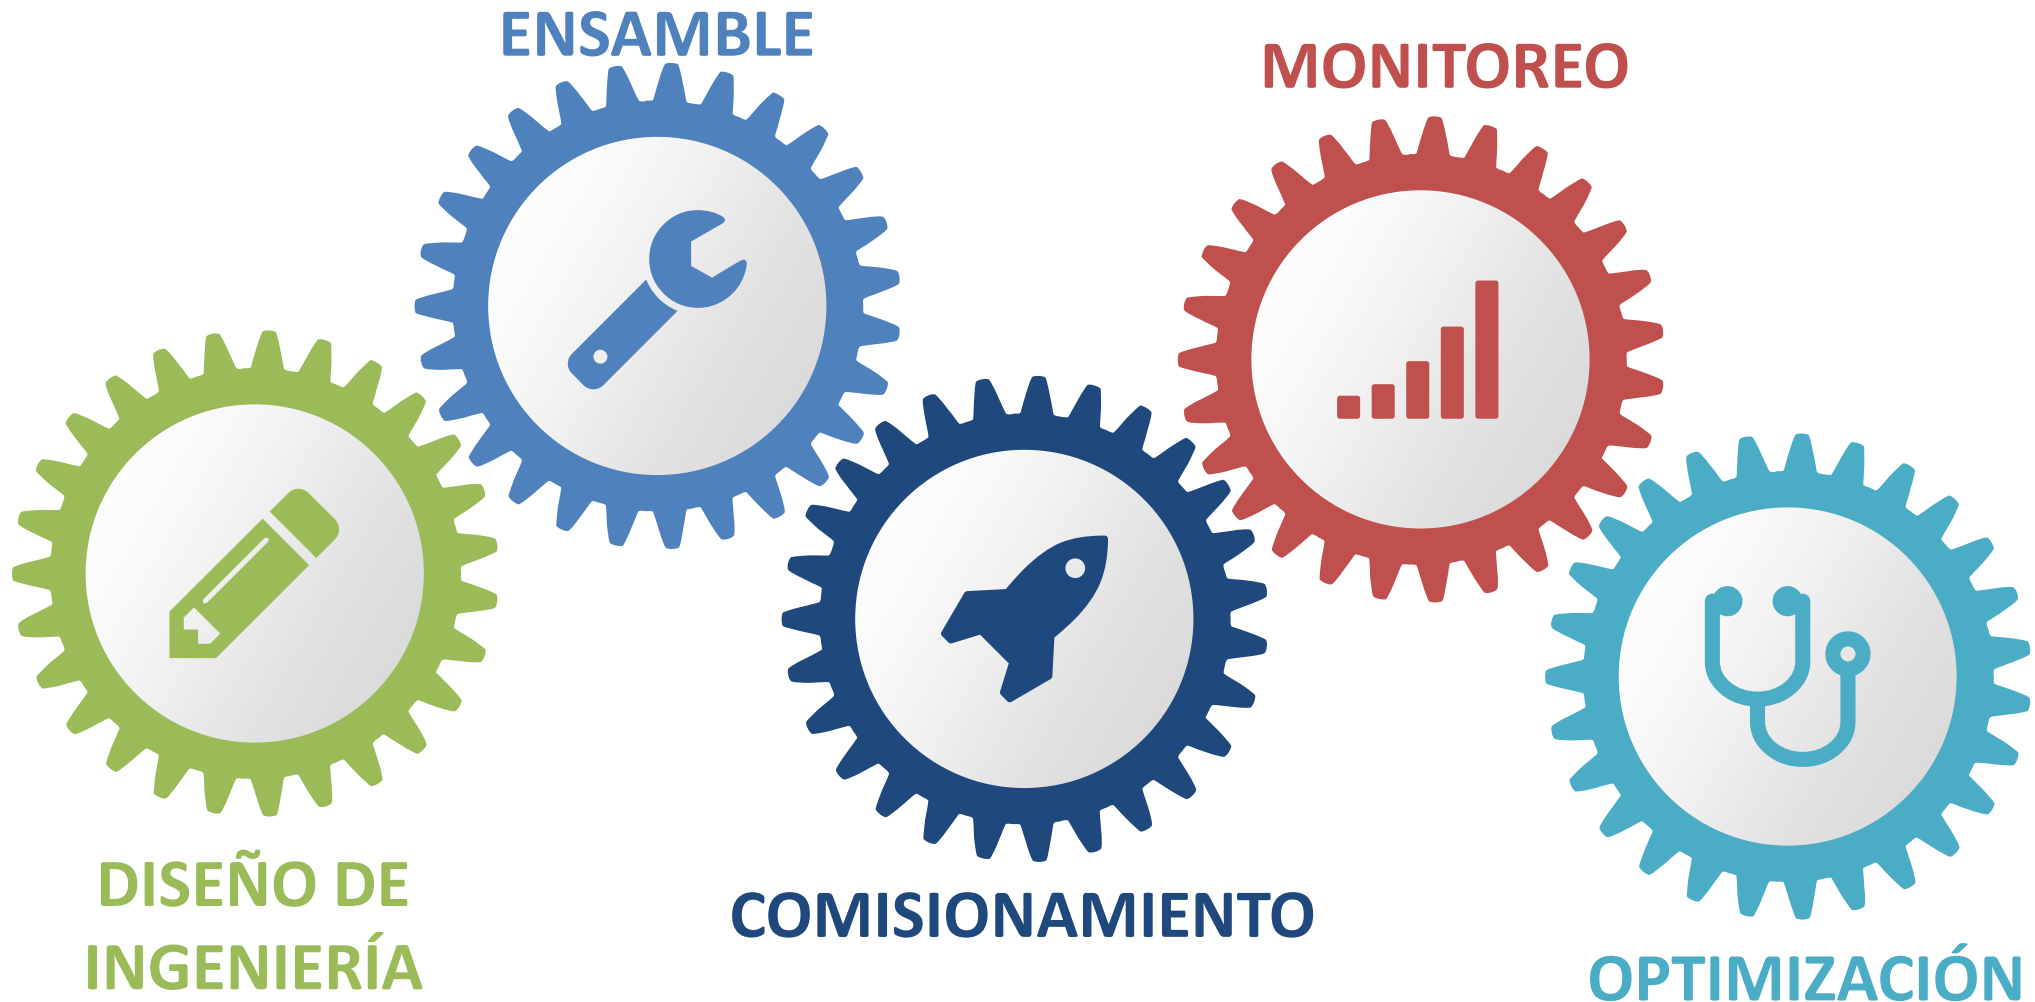 ENSAMBLE
MONITOREO
DISEÑO DE
INGENIERÍA
COMISIONAMIENTO
OPTIMIZACIÓN